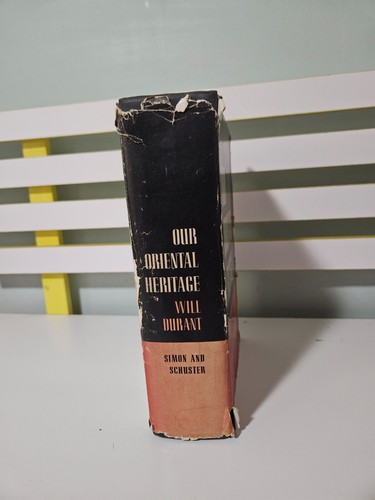 OUR
ORIENTAL
HERITAGE
WILL
DURANT
SIMON AND
SCHUSTER